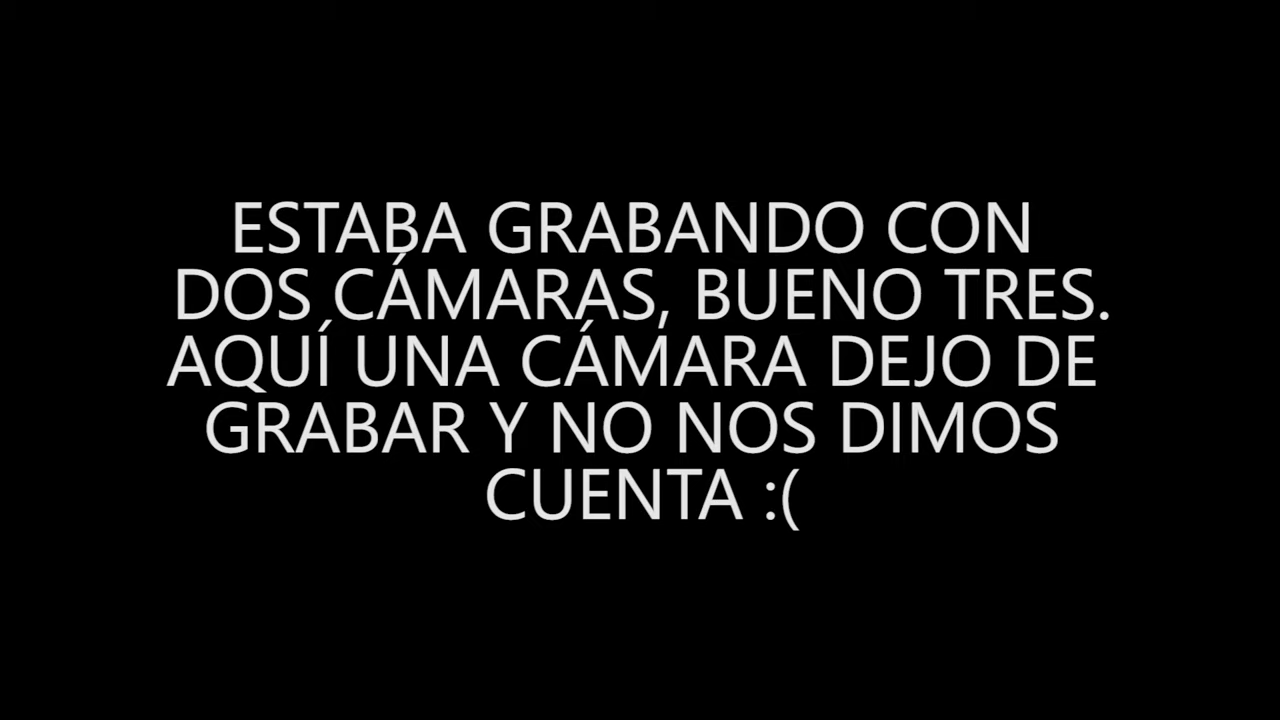 ESTABA GRABANDO CON
DOS CÁMARAS, BUENO TRES.
AQUÍ UNA CÁMARA DEJO DE
GRABAR Y NO NOS DIMOS
CUENTA :(